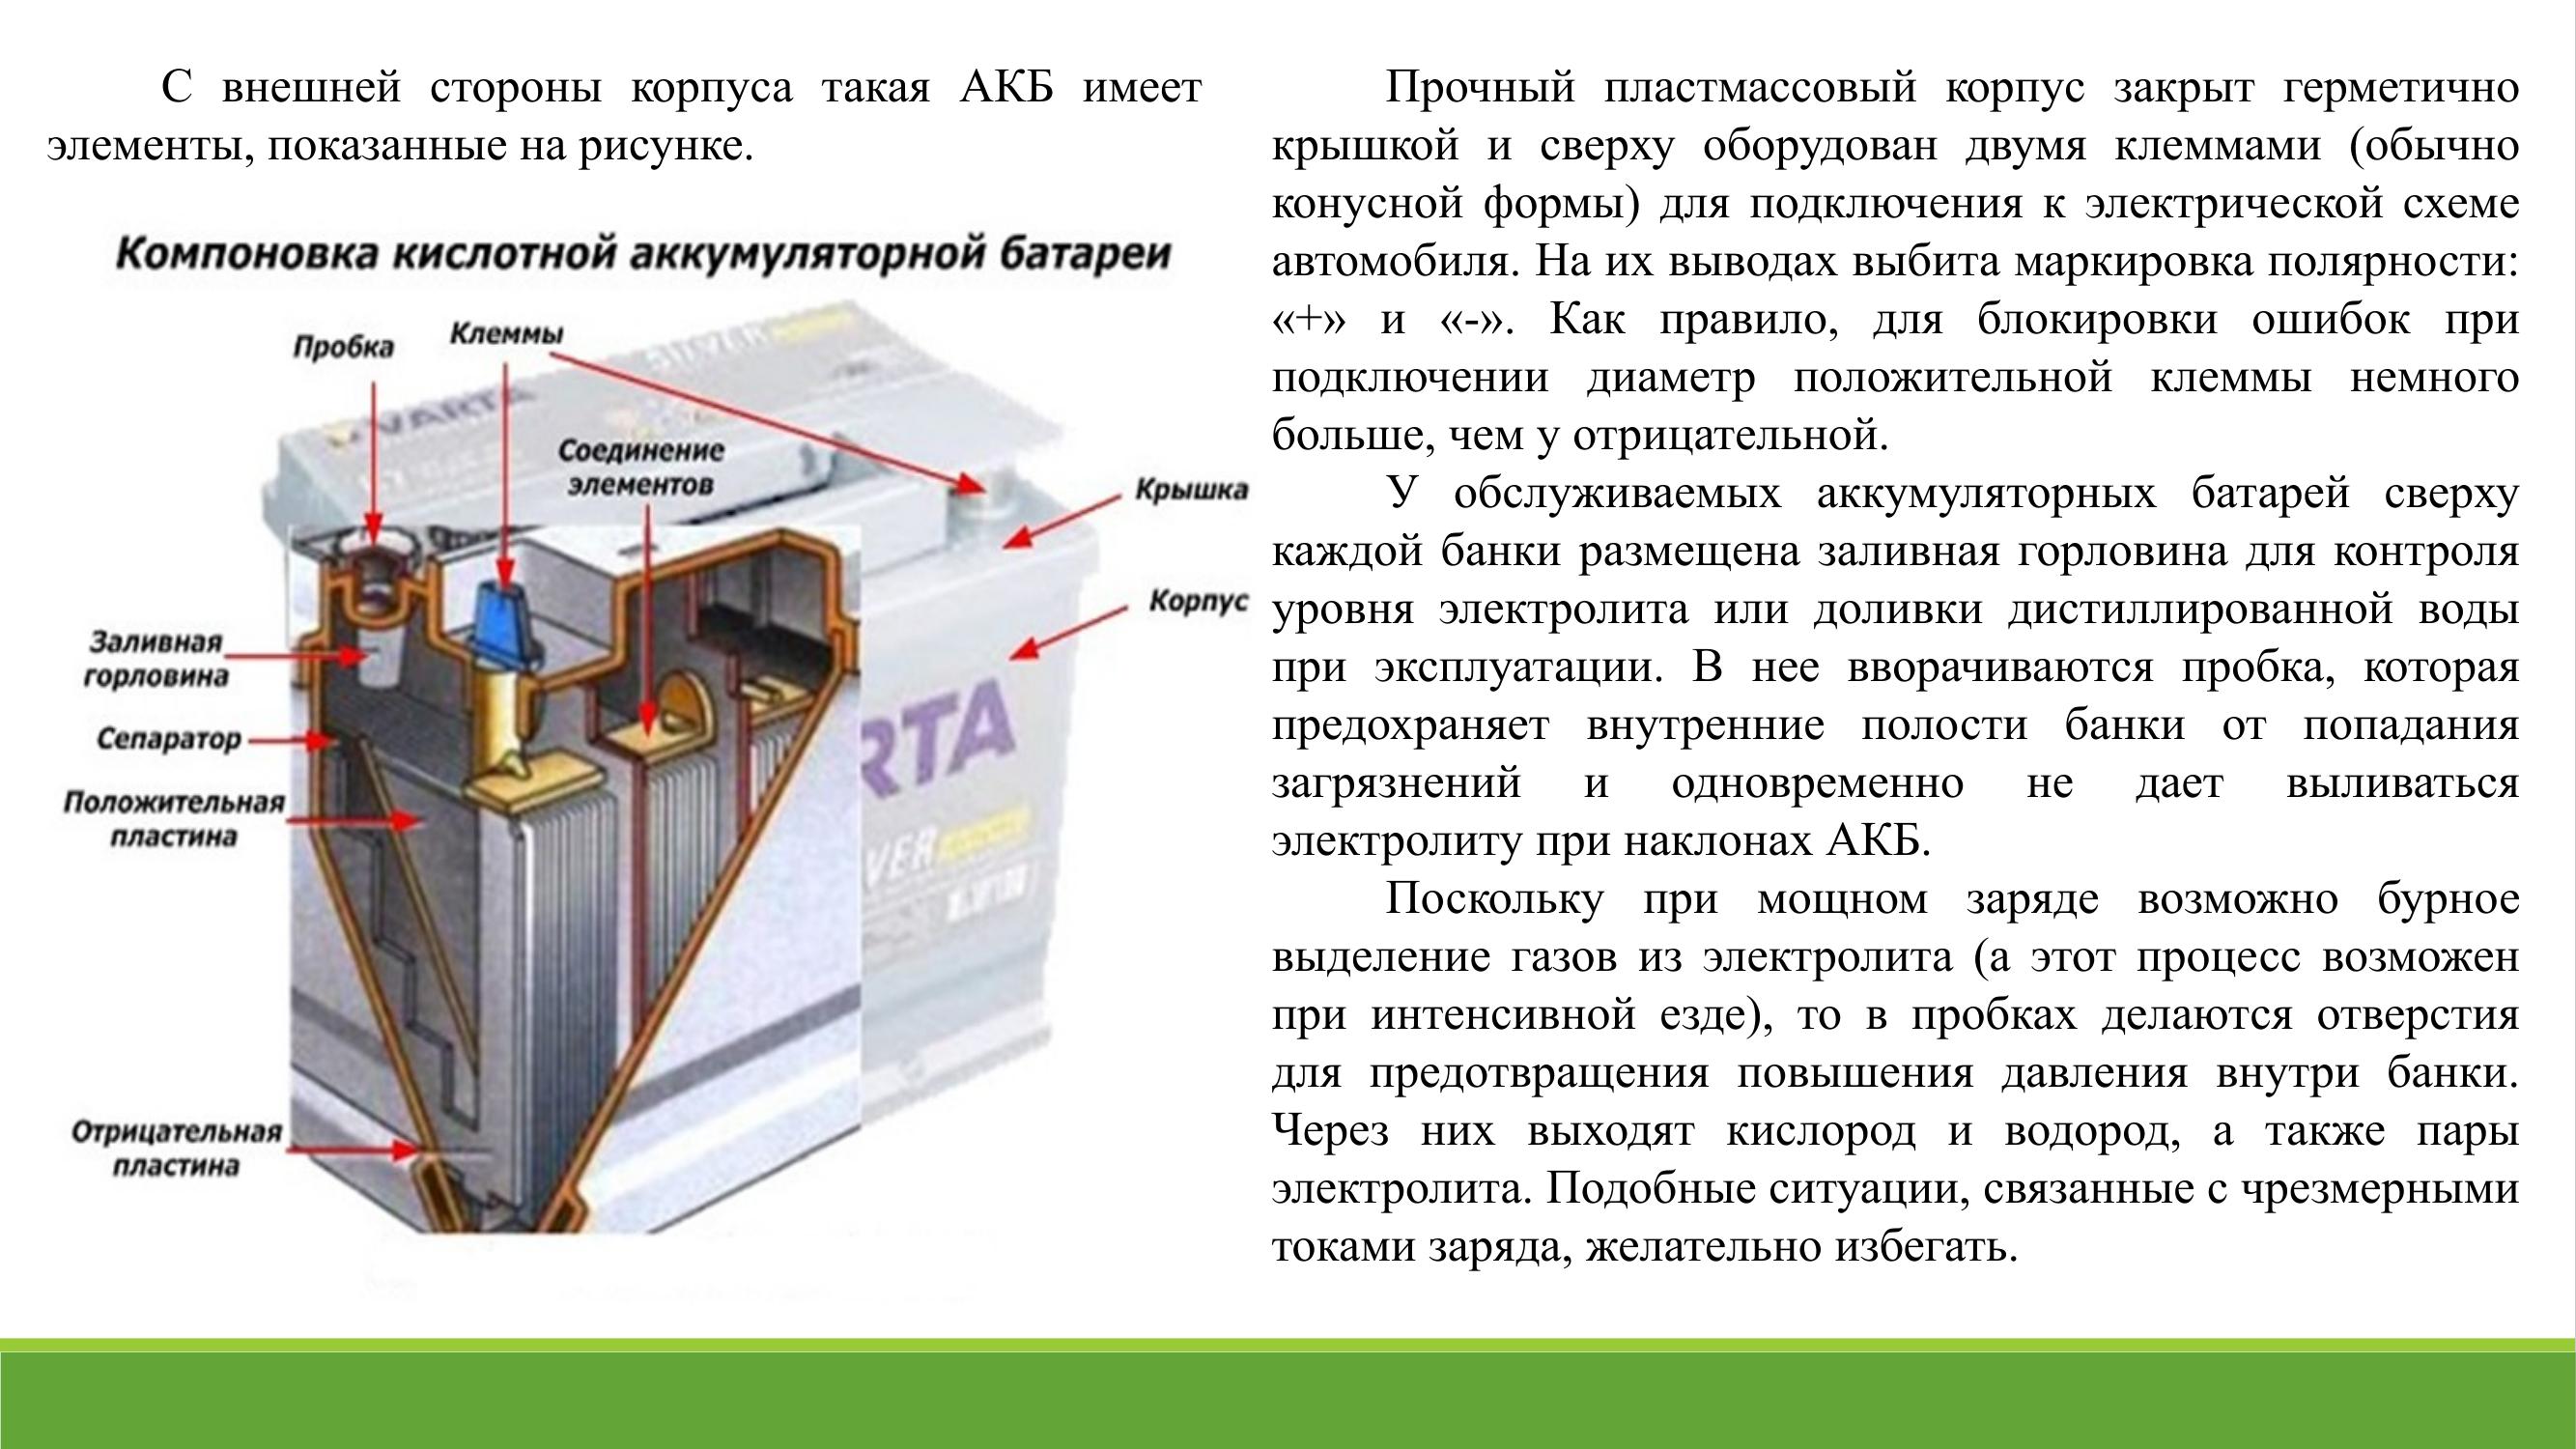 С внешней стороны корпуса такая АКБ имеет
элементы, показанные на рисунке.
Компоновка кислотной аккумуляторной батареи
Пробка
Клеммы
Соединение
элементов
Крышка
Корпус
Заливная
горловина
Сепаратор
Положительная
пластина
Отрицательная
пластина
VARTA
SILVER
RTA
VER
Прочный пластмассовый корпус закрыт герметично
крышкой и сверху оборудован двумя клеммами (обычно
конусной формы) для подключения к электрической схеме
автомобиля. На их выводах выбита маркировка полярности:
«+» и «-». Как правило, для блокировки ошибок при
подключении диаметр положительной клеммы немного
больше, чем у отрицательной.
У обслуживаемых аккумуляторных батарей сверху
каждой банки размещена заливная горловина для контроля
уровня электролита или доливки дистиллированной воды
при эксплуатации. В нее вворачиваются пробка, которая
предохраняет внутренние полости банки от попадания
загрязнений и одновременно не дает выливаться
электролиту при наклонах АКБ.
Поскольку при мощном заряде возможно бурное
выделение газов из электролита (а этот процесс возможен
при интенсивной езде), то в пробках делаются отверстия
для предотвращения повышения давления внутри банки.
Через них выходят кислород и водород, а также пары
электролита. Подобные ситуации, связанные с чрезмерными
токами заряда, желательно избегать.